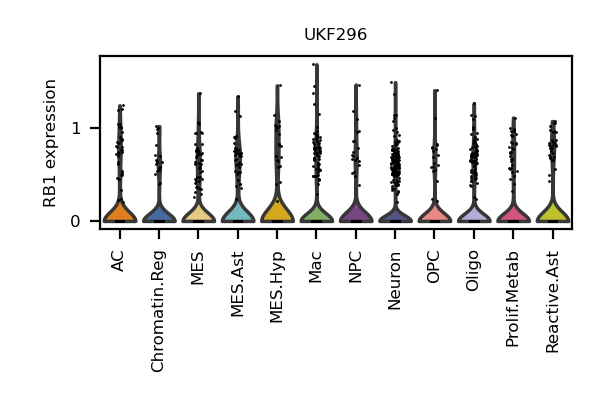 UKF296
RB1 expression
1
0
AC
Chromatin.Reg
MES
MES.Ast
MES.Hyp
Mac
NPC
Neuron
OPC
Oligo
Prolif.Metab
Reactive.Ast